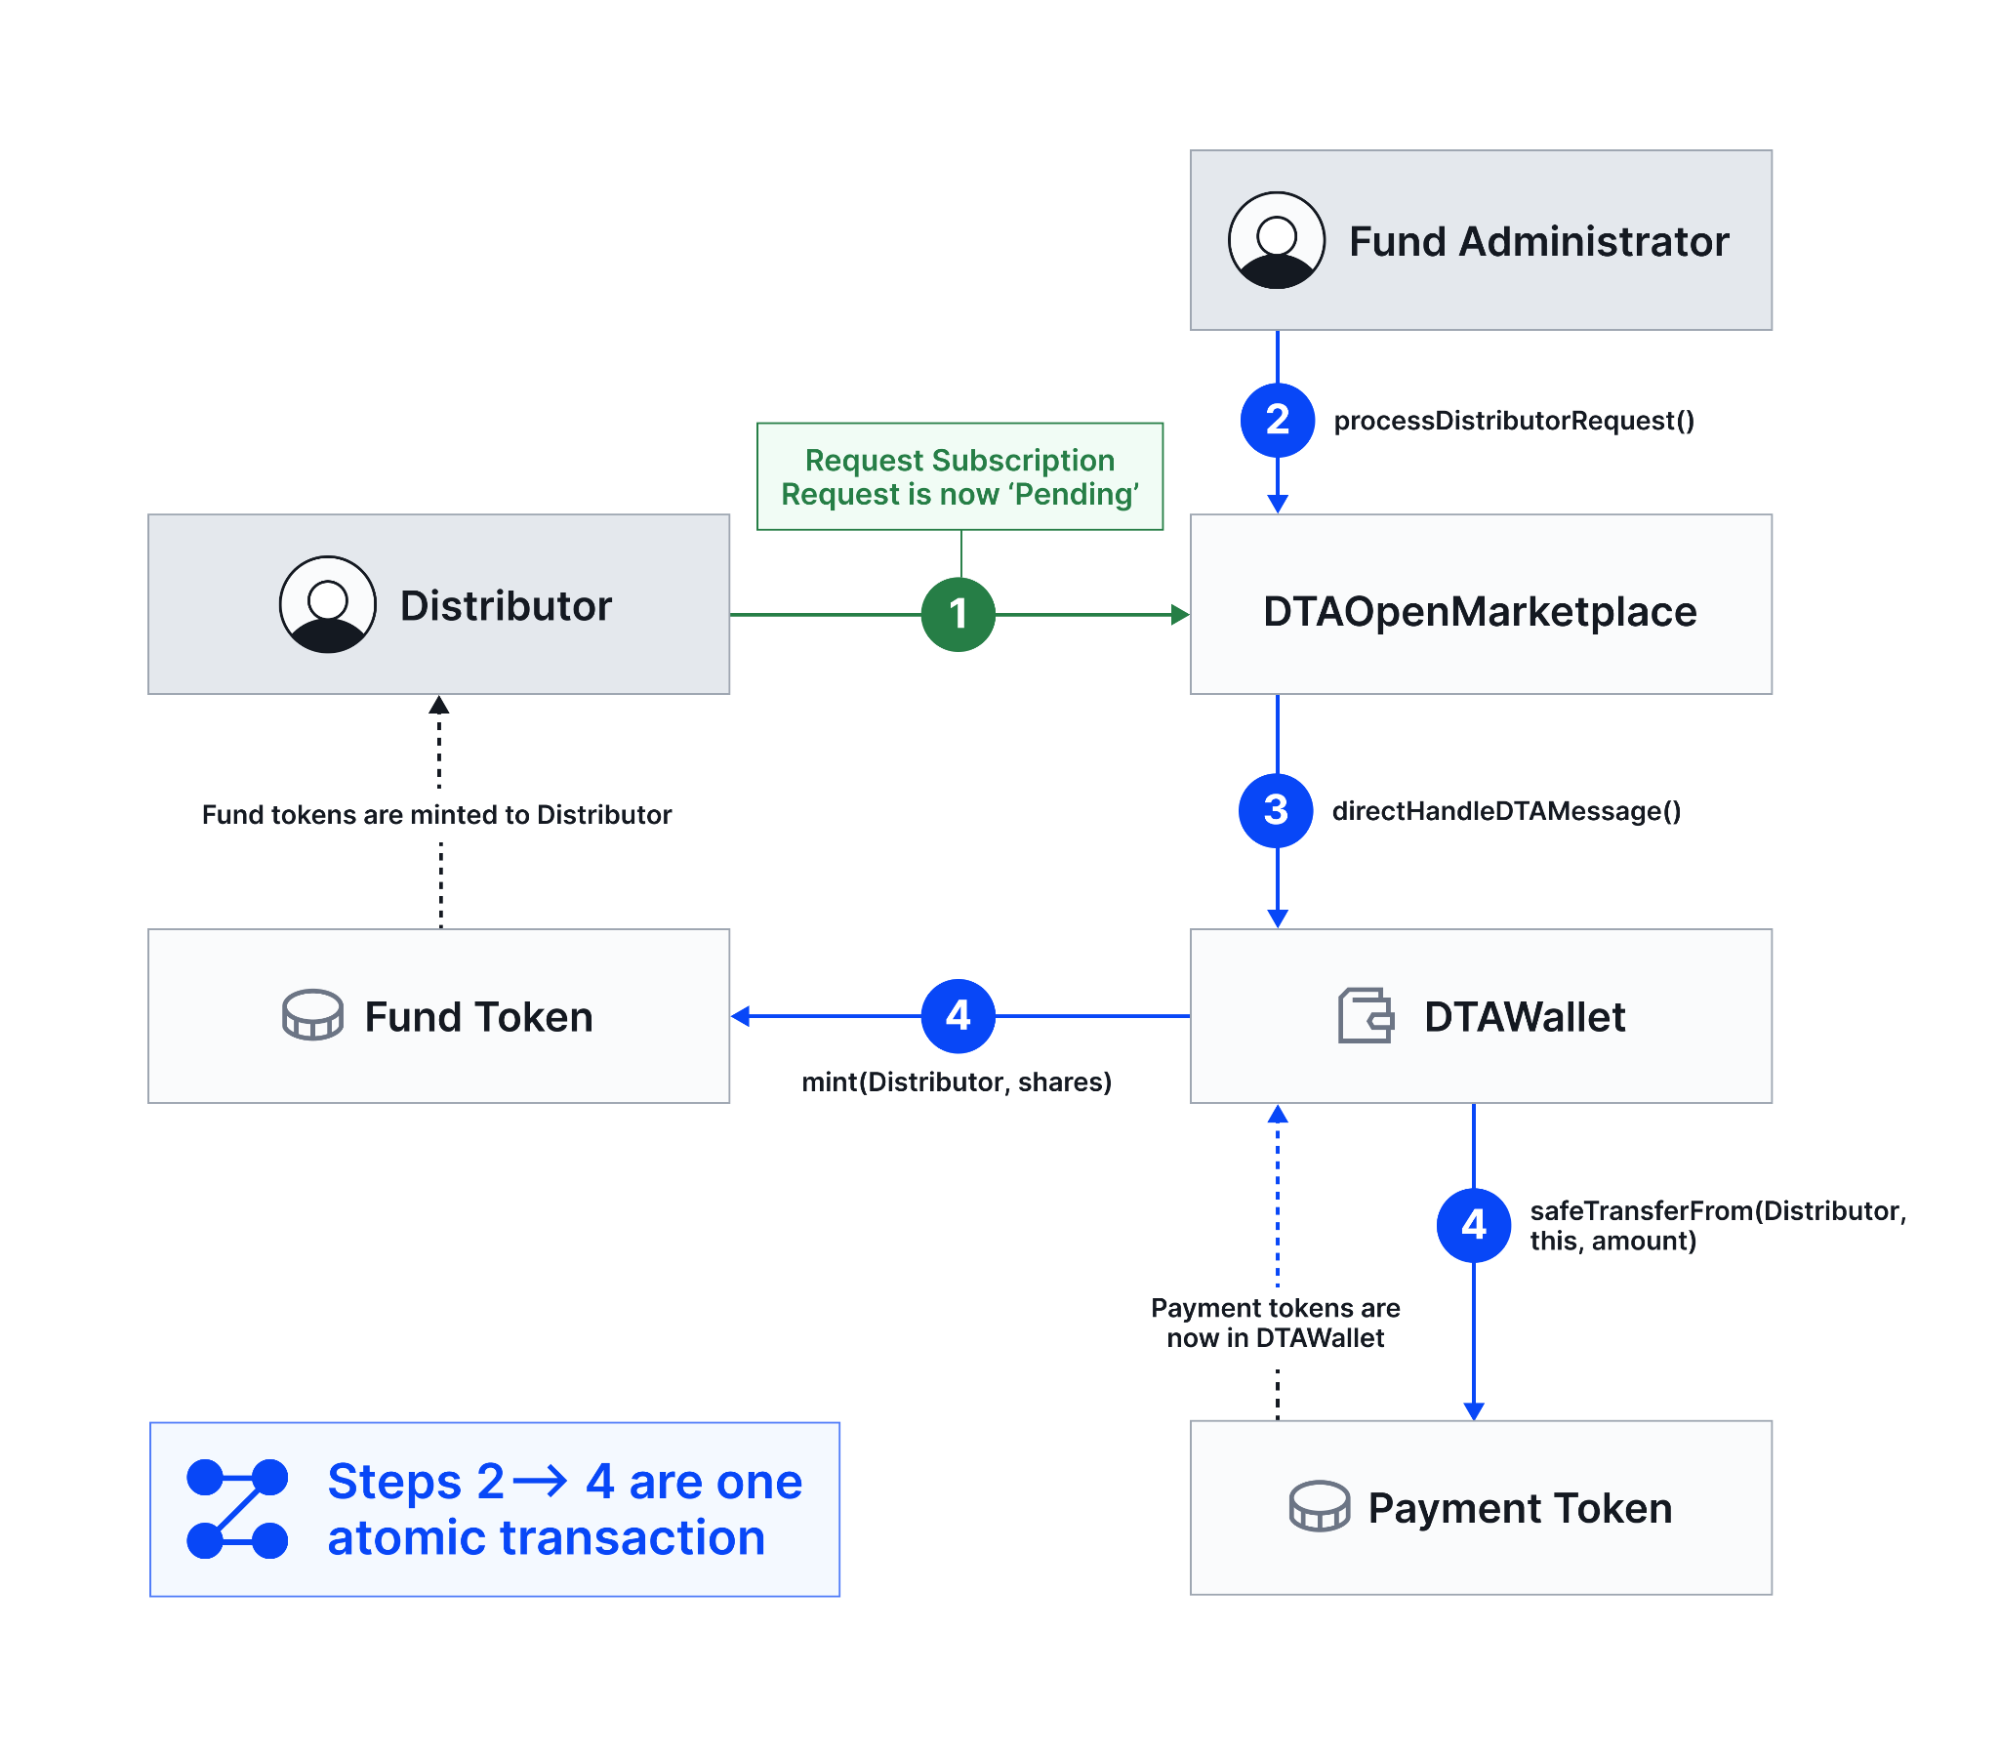 Fund Administrator
2
processDistributorRequest()
Request Subscription
Request is now ‘Pending’
Distributor
1
DTAOpenMarketplace
3
directHandleDTAMessage()
Fund tokens are minted to Distributor
Fund Token
4
mint(Distributor, shares)
DTAWallet
4
safeTransferFrom(Distributor,
this, amount)
Payment tokens are
now in DTAWallet
Payment Token
Steps 2 → 4 are one
atomic transaction